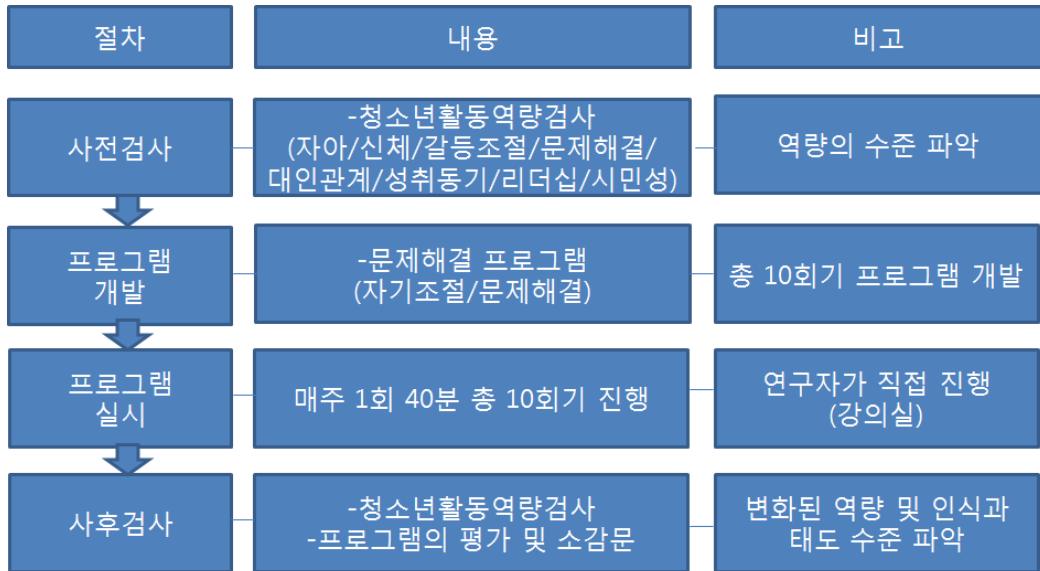 절차
내용
비고
사전검사
-청소년활동역량검사
(자아/신체/갈등조절/문제해결/
대인관계/성취동기/리더십/시민성)
역량의 수준 파악
프로그램
개발
-문제해결 프로그램
(자기조절/문제해결)
총 10회기 프로그램 개발
프로그램
실시
매주 1회 40분 총 10회기 진행
연구자가 직접 진행
(강의실)
사후검사
-청소년활동역량검사
-프로그램의 평가 및 소감문
변화된 역량 및 인식과
태도 수준 파악